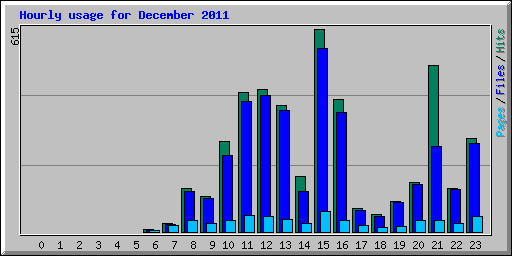 Hourly usage for December 2011
615
Pages / Files / Hits
0 1 2 3 4 5 6 7 8 9 10 11 12 13 14 15 16 17 18 19 20 21 22 23